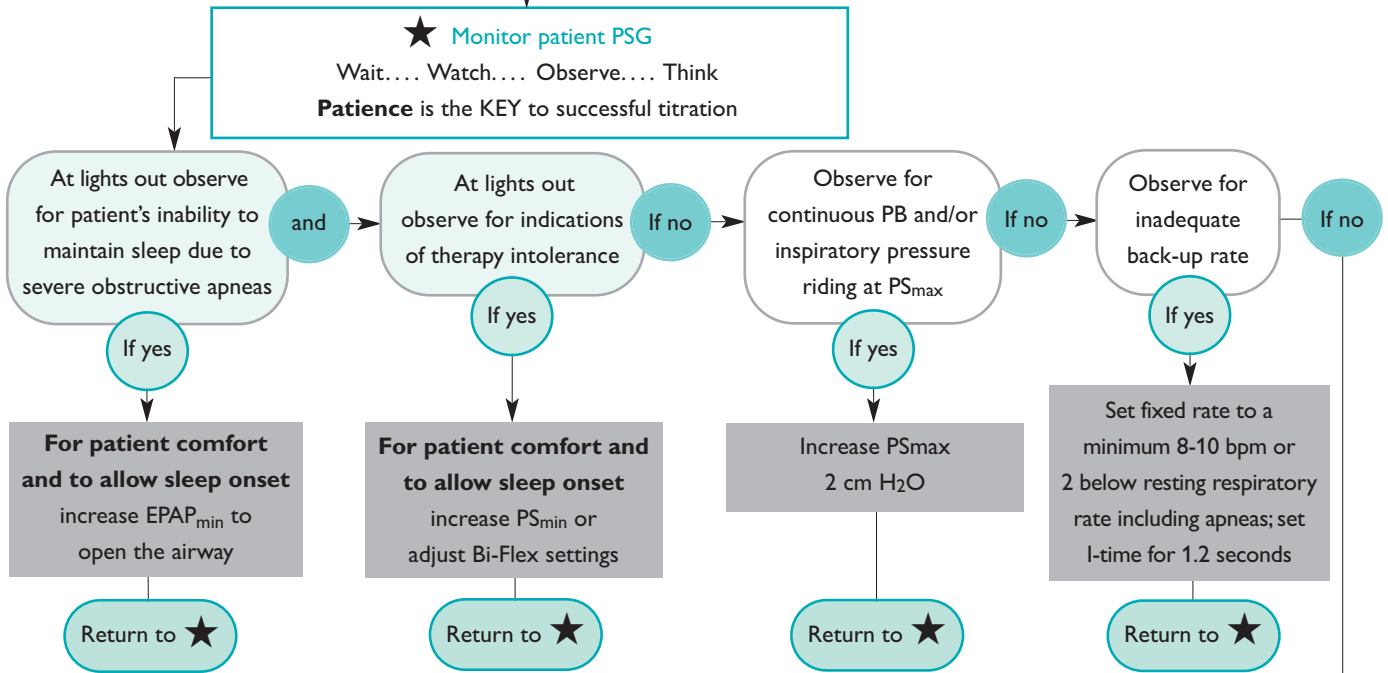 ★ Monitor patient PSG
Wait.... Watch.... Observe.... Think
Patience is the KEY to successful titration
At lights out observe
for patient's inability to
maintain sleep due to
severe obstructive apneas
and
If yes
For patient comfort
and to allow sleep onset
increase EPAPmin to
open the airway
Return to ★
At lights out
observe for indications
of therapy intolerance
If no
If yes
For patient comfort and
to allow sleep onset
increase PSmin or
adjust Bi-Flex settings
Return to ★
Observe for
continuous PB and/or
inspiratory pressure
riding at PSmax
If no
If yes
Increase PSmax
2 cm H2O
Return to ★
Observe for
inadequate
back-up rate
If no
If yes
Set fixed rate to a
minimum 8-10 bpm or
2 below resting respiratory
rate including apneas; set
I-time for 1.2 seconds
Return to ★